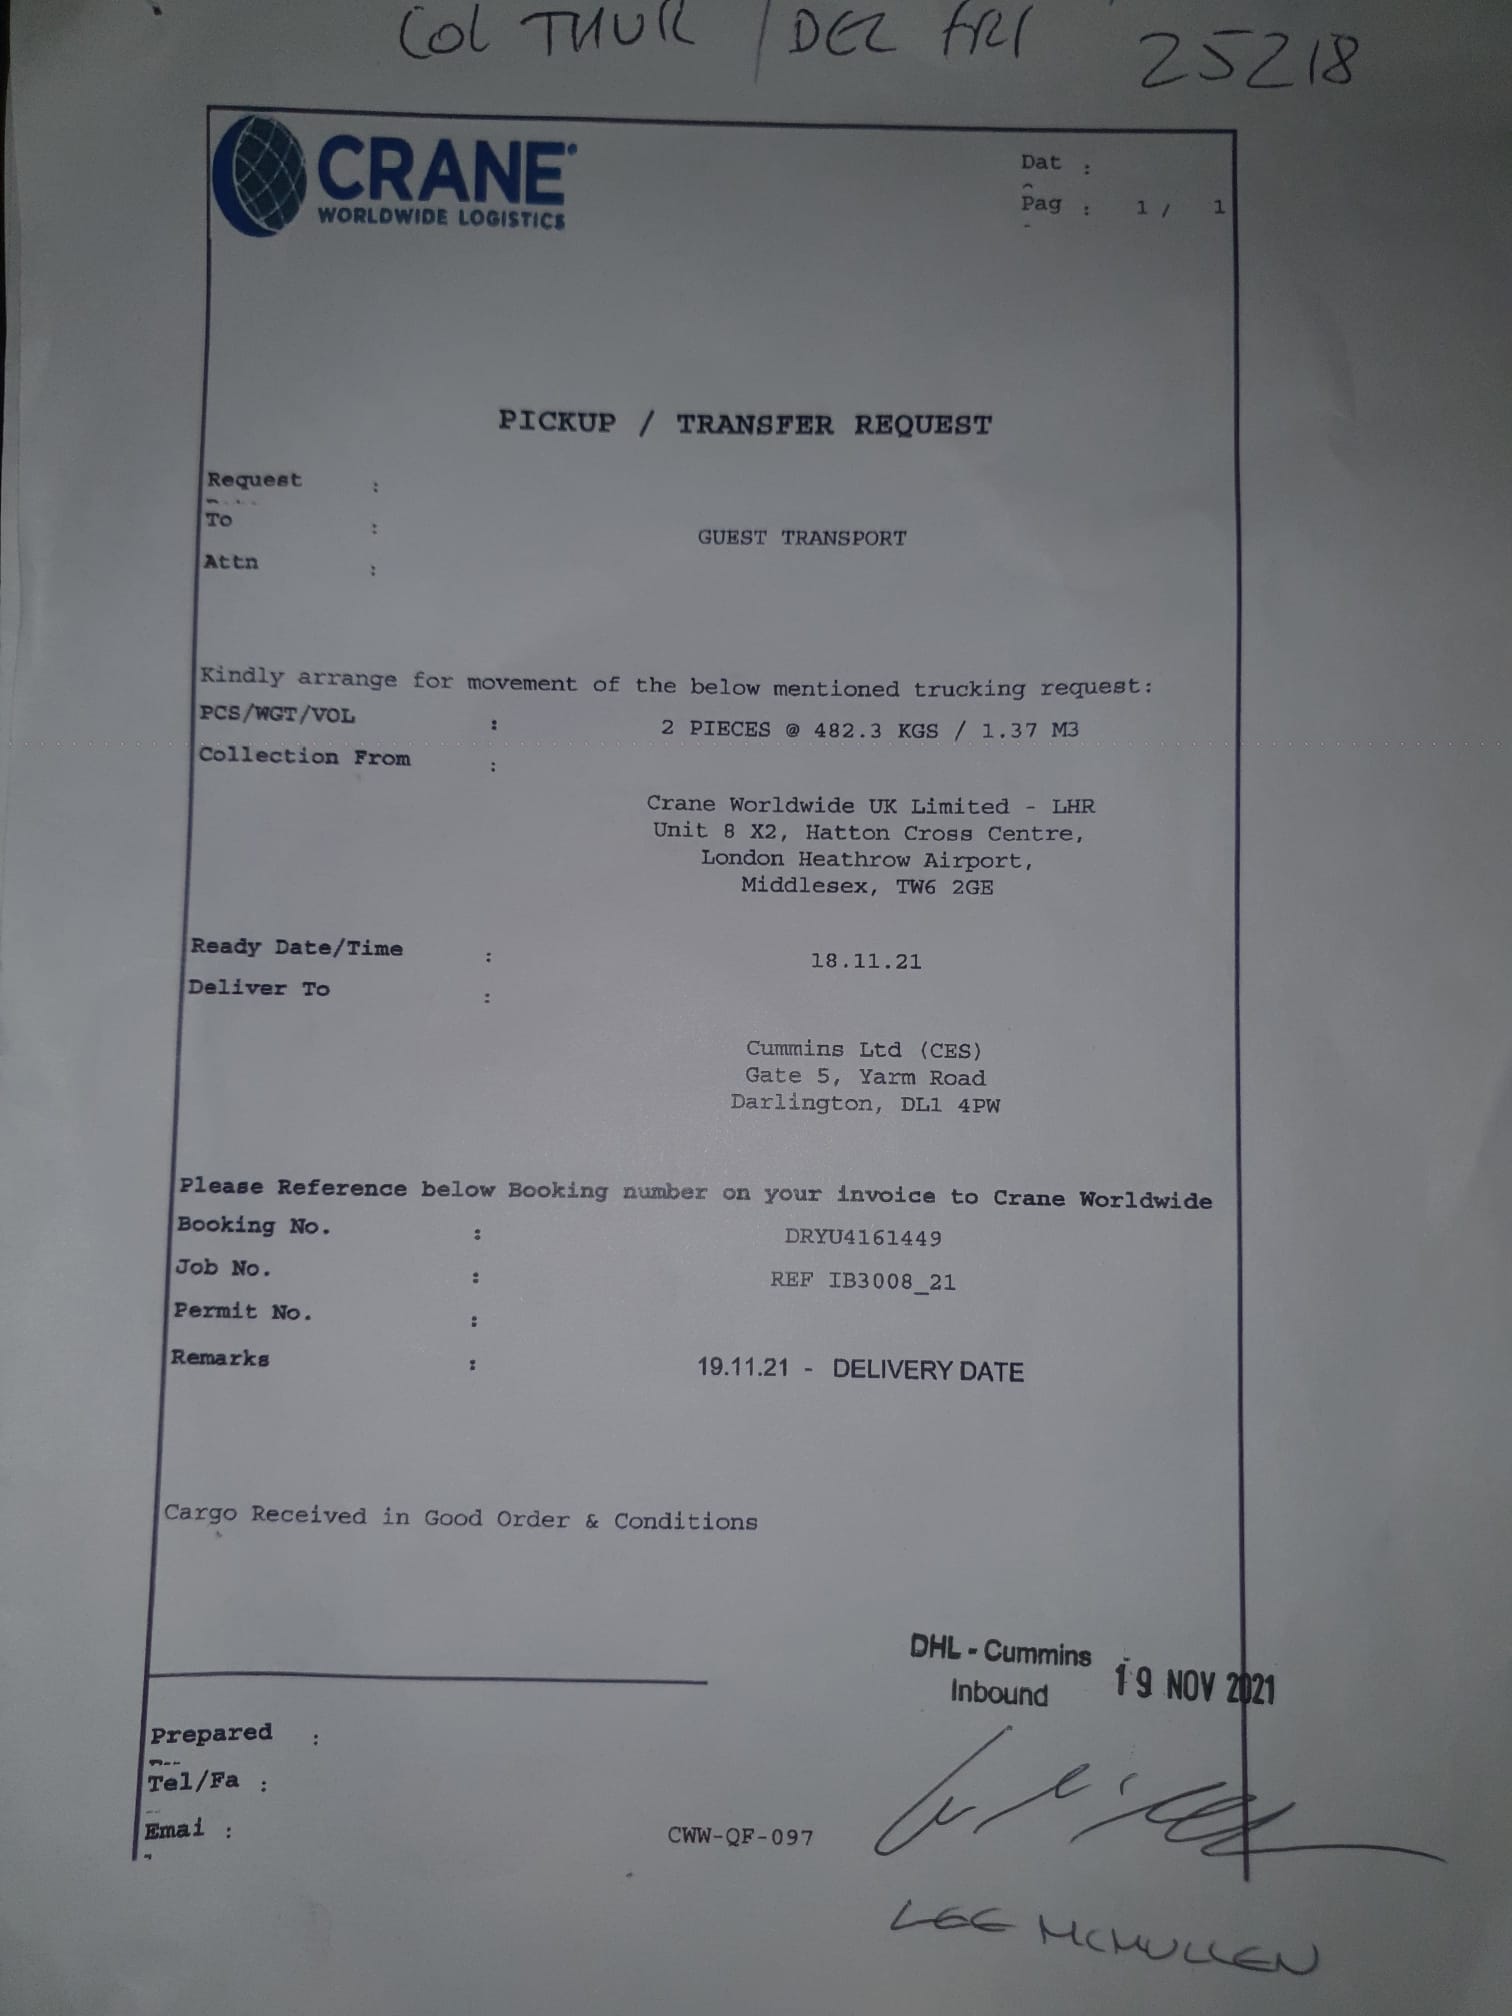 COL THUR / DEL FRI 25218
CRANE
WORLDWIDE LOGISTICS
Dat :
Pag : 1 / 1
PICKUP / TRANSFER REQUEST
Request :
To :
GUEST TRANSPORT
Attn :
Kindly arrange for movement of the below mentioned trucking request:
PCS/WGT/VOL : 2 PIECES @ 482.3 KGS / 1.37 M3
Collection From :
Crane Worldwide UK Limited - LHR
Unit 8 X2, Hatton Cross Centre,
London Heathrow Airport,
Middlesex, TW6 2GE
Ready Date/Time : 18.11.21
Deliver To :
Cummins Ltd (CES)
Gate 5, Yarm Road
Darlington, DL1 4PW
Please Reference below Booking number on your invoice to Crane Worldwide
Booking No. : DRYU4161449
Job No. : REF IB3008_21
Permit No. :
Remarks : 19.11.21 - DELIVERY DATE
Cargo Received in Good Order & Conditions
DHL - Cummins
Inbound 19 NOV 2021
Prepared :
Tel/Fa :
Emai :
CWW-QF-097
LEE MCMULLEN